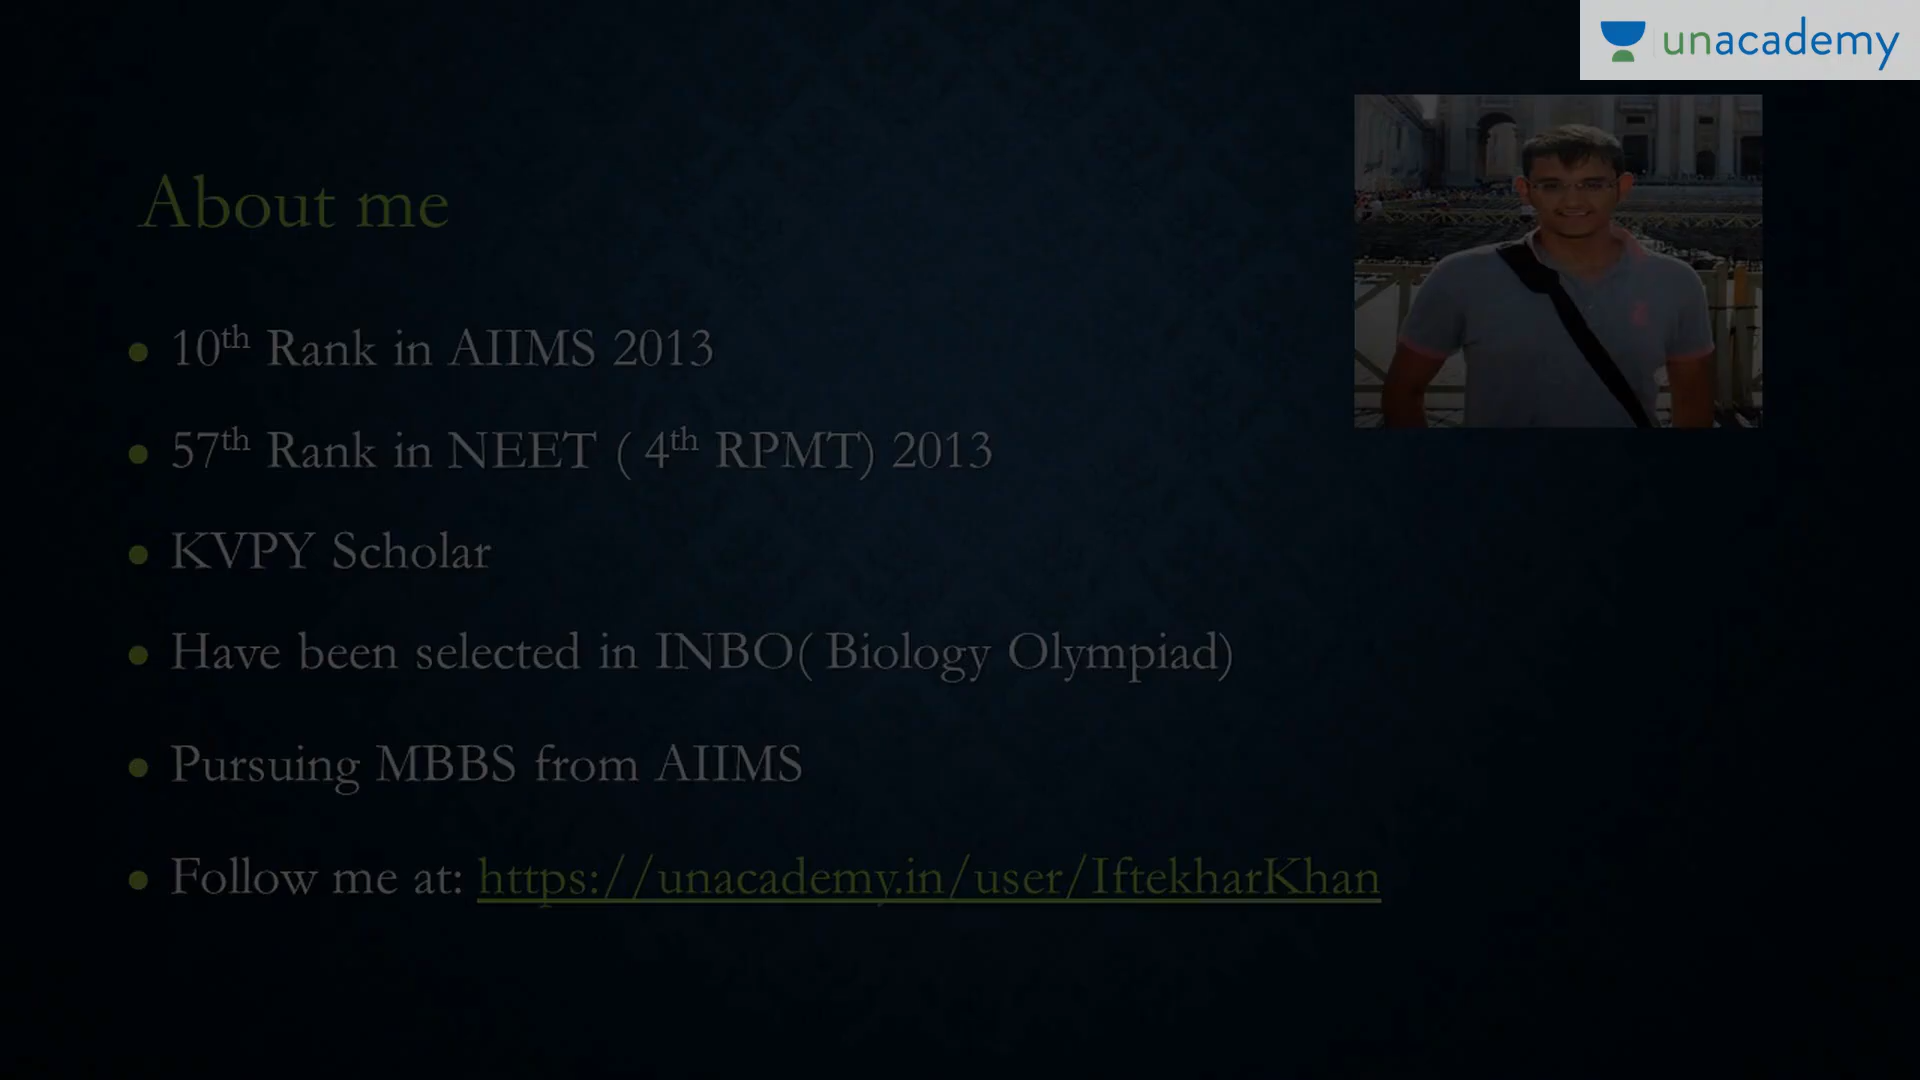 unacademy
About me
10th Rank in AIIMS 2013
57th Rank in NEET ( 4th RPMT) 2013
KVPY Scholar
Have been selected in INBO( Biology Olympiad)
Pursuing MBBS from AIIMS
Follow me at: https://unacademy.in/user/IftekharKhan